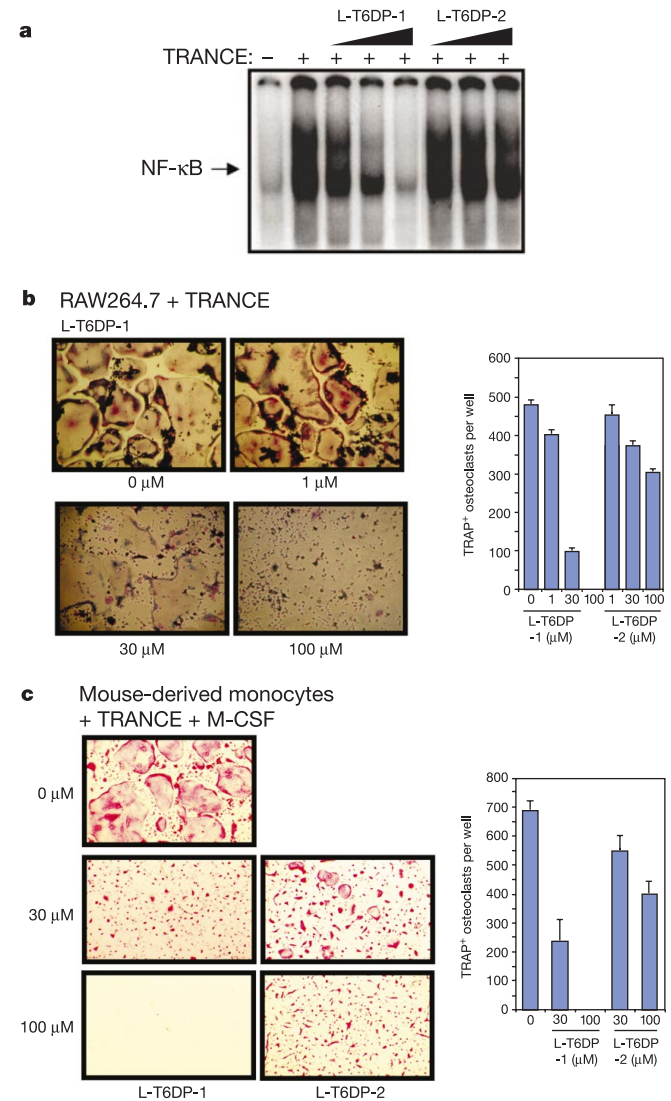 a
L-T6DP-1 L-T6DP-2
TRANCE: – + + + + + + +
NF-κB
b RAW264.7 + TRANCE
L-T6DP-1
0 μM 1 μM
30 μM 100 μM
TRAP+ osteoclasts per well
600
500
400
300
200
100
0
0 1 30 100 1 30 100
L-T6DP L-T6DP
-1 (μM) -2 (μM)
c Mouse-derived monocytes
+ TRANCE + M-CSF
0 μM
30 μM
100 μM
L-T6DP-1 L-T6DP-2
TRAP+ osteoclasts per well
800
700
600
500
400
300
200
100
0
0 30 100 30 100
L-T6DP L-T6DP
-1 (μM) -2 (μM)